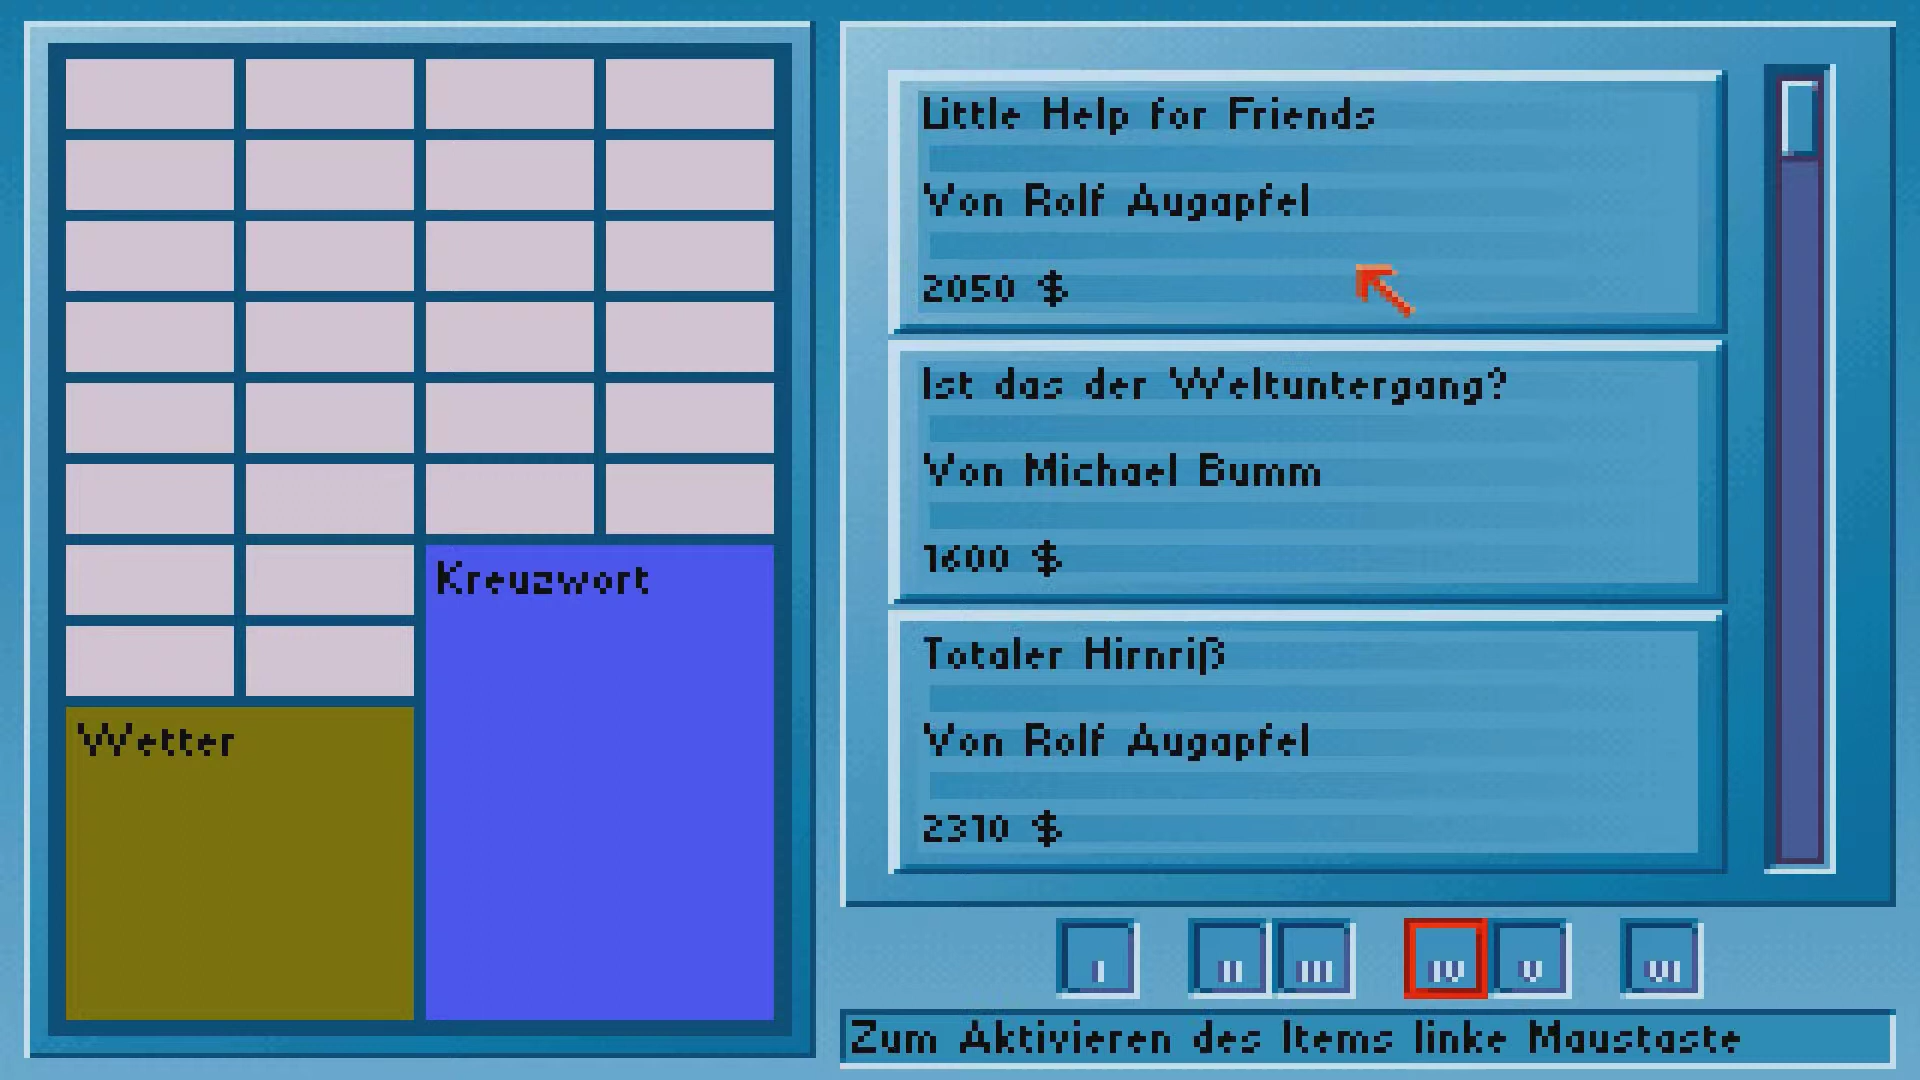 Kreuzwort
Wetter
Little Help for Friends
Von Rolf Augapfel
2050 $
Ist das der Weltuntergang?
Von Michael Bumm
1600 $
Totaler Hirnriß
Von Rolf Augapfel
2310 $
I II III IV V VI
Zum Aktivieren des Items linke Maustaste